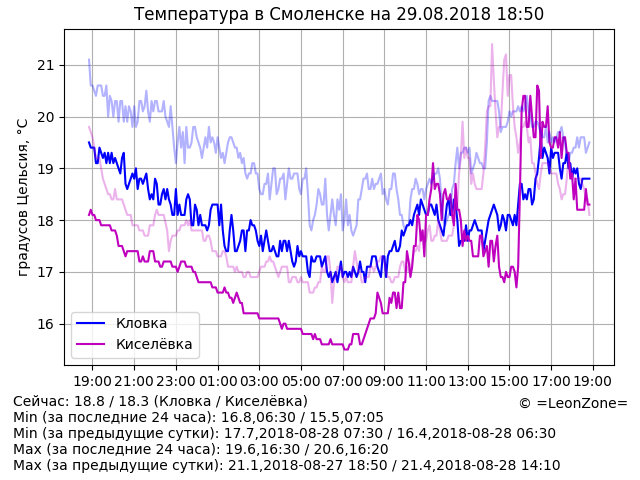 Температура в Смоленске на 29.08.2018 18:50
градусов Цельсия, °C
21
20
19
18
17
16
Кловка
Киселёвка
19:00 21:00 23:00 01:00 03:00 05:00 07:00 09:00 11:00 13:00 15:00 17:00 19:00
Сейчас: 18.8 / 18.3 (Кловка / Киселёвка)
© =LeonZone=
Min (за последние 24 часа): 16.8,06:30 / 15.5,07:05
Min (за предыдущие сутки): 17.7,2018-08-28 07:30 / 16.4,2018-08-28 06:30
Max (за последние 24 часа): 19.6,16:30 / 20.6,16:20
Max (за предыдущие сутки): 21.1,2018-08-27 18:50 / 21.4,2018-08-28 14:10